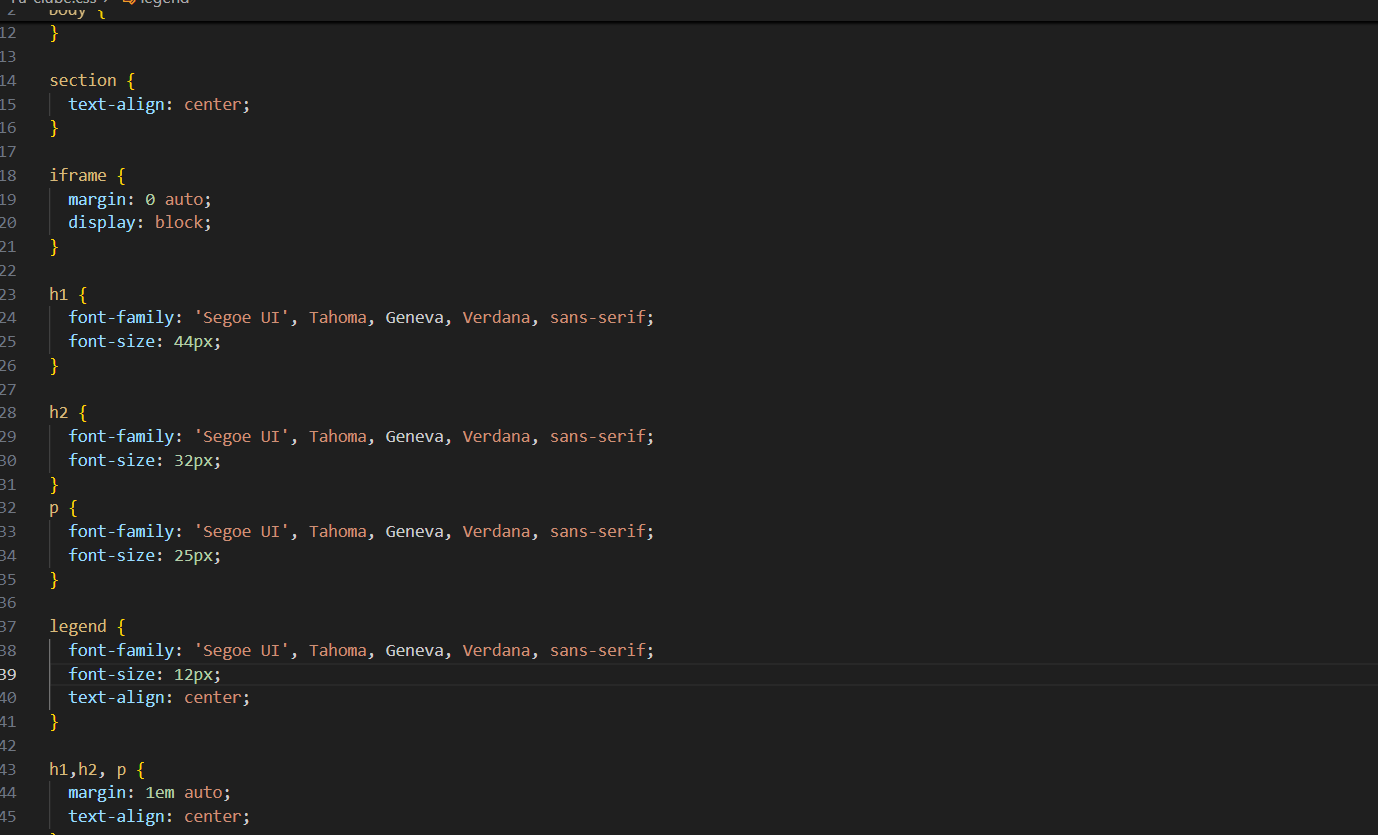 legend
2 body {
12 }
13
14 section {
15 text-align: center;
16 }
17
18 iframe {
19 margin: 0 auto;
20 display: block;
21 }
22
23 h1 {
24 font-family: 'Segoe UI', Tahoma, Geneva, Verdana, sans-serif;
25 font-size: 44px;
26 }
27
28 h2 {
29 font-family: 'Segoe UI', Tahoma, Geneva, Verdana, sans-serif;
30 font-size: 32px;
31 }
32 p {
33 font-family: 'Segoe UI', Tahoma, Geneva, Verdana, sans-serif;
34 font-size: 25px;
35 }
36
37 legend {
38 font-family: 'Segoe UI', Tahoma, Geneva, Verdana, sans-serif;
39 font-size: 12px;
40 text-align: center;
41 }
42
43 h1,h2, p {
44 margin: 1em auto;
45 text-align: center;